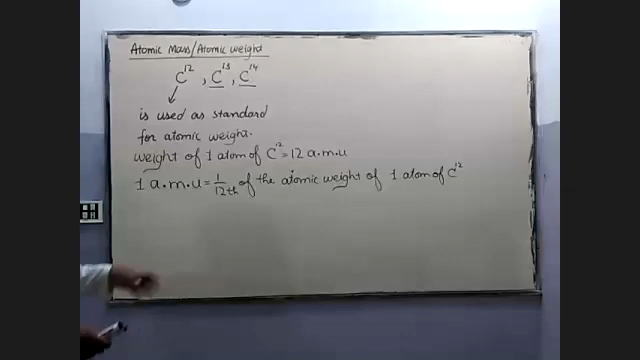 Atomic Mass/Atomic weight
C¹², C¹³, C¹⁴
is used as standard
for atomic weight.
weight of 1 atom of C¹² = 12 a.m.u
1 a.m.u = 1/12th of the atomic weight of 1 atom of C¹²